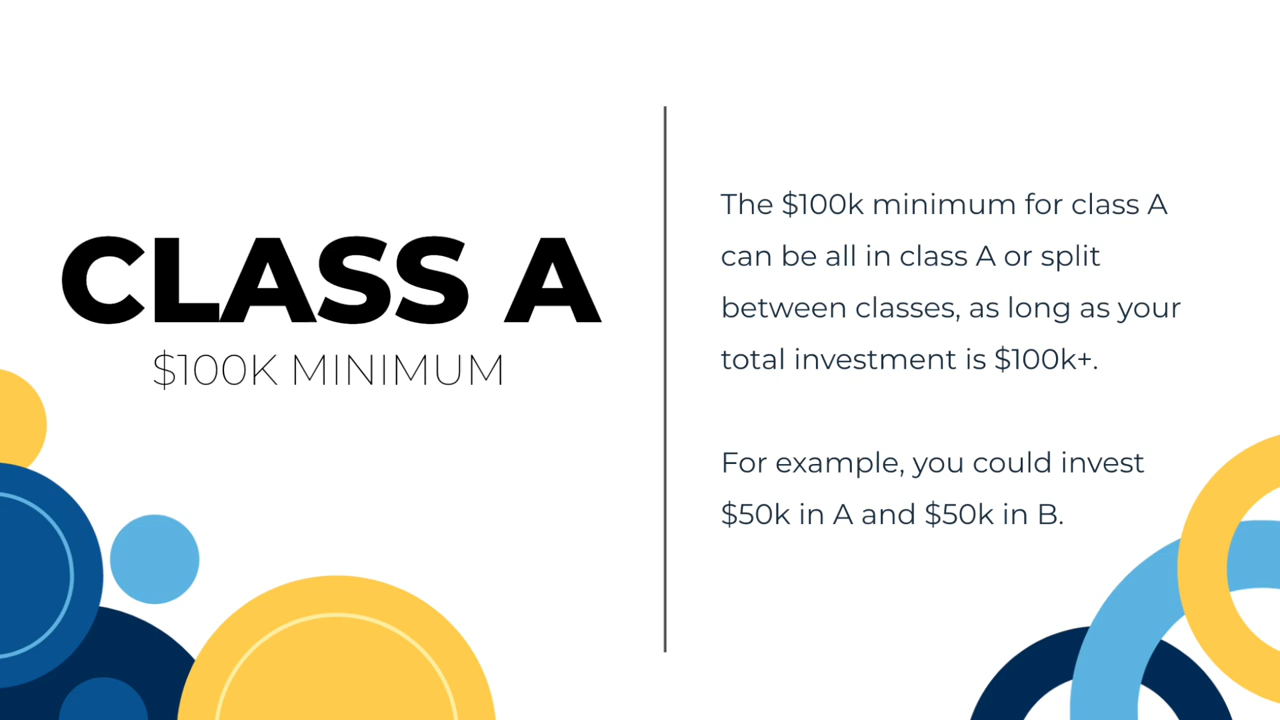 CLASS A
$100K MINIMUM
The $100k minimum for class A
can be all in class A or split
between classes, as long as your
total investment is $100k+.
For example, you could invest
$50k in A and $50k in B.